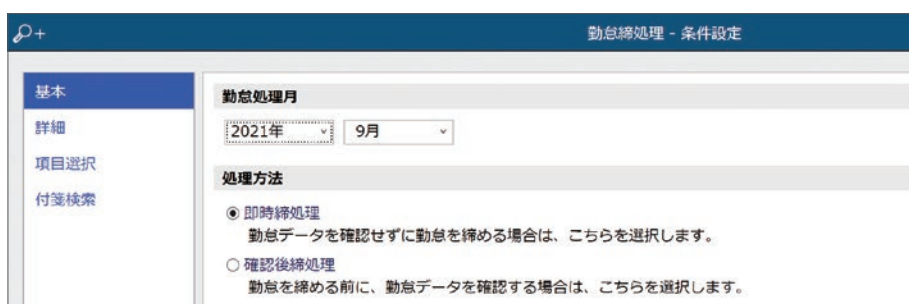 勤怠締処理 - 条件設定
基本
詳細
項目選択
付箋検索
勤怠処理月
2021年 9月
処理方法
即時締処理
勤怠データを確認せずに勤怠を締める場合は、こちらを選択します。
確認後締処理
勤怠を締める前に、勤怠データを確認する場合は、こちらを選択します。